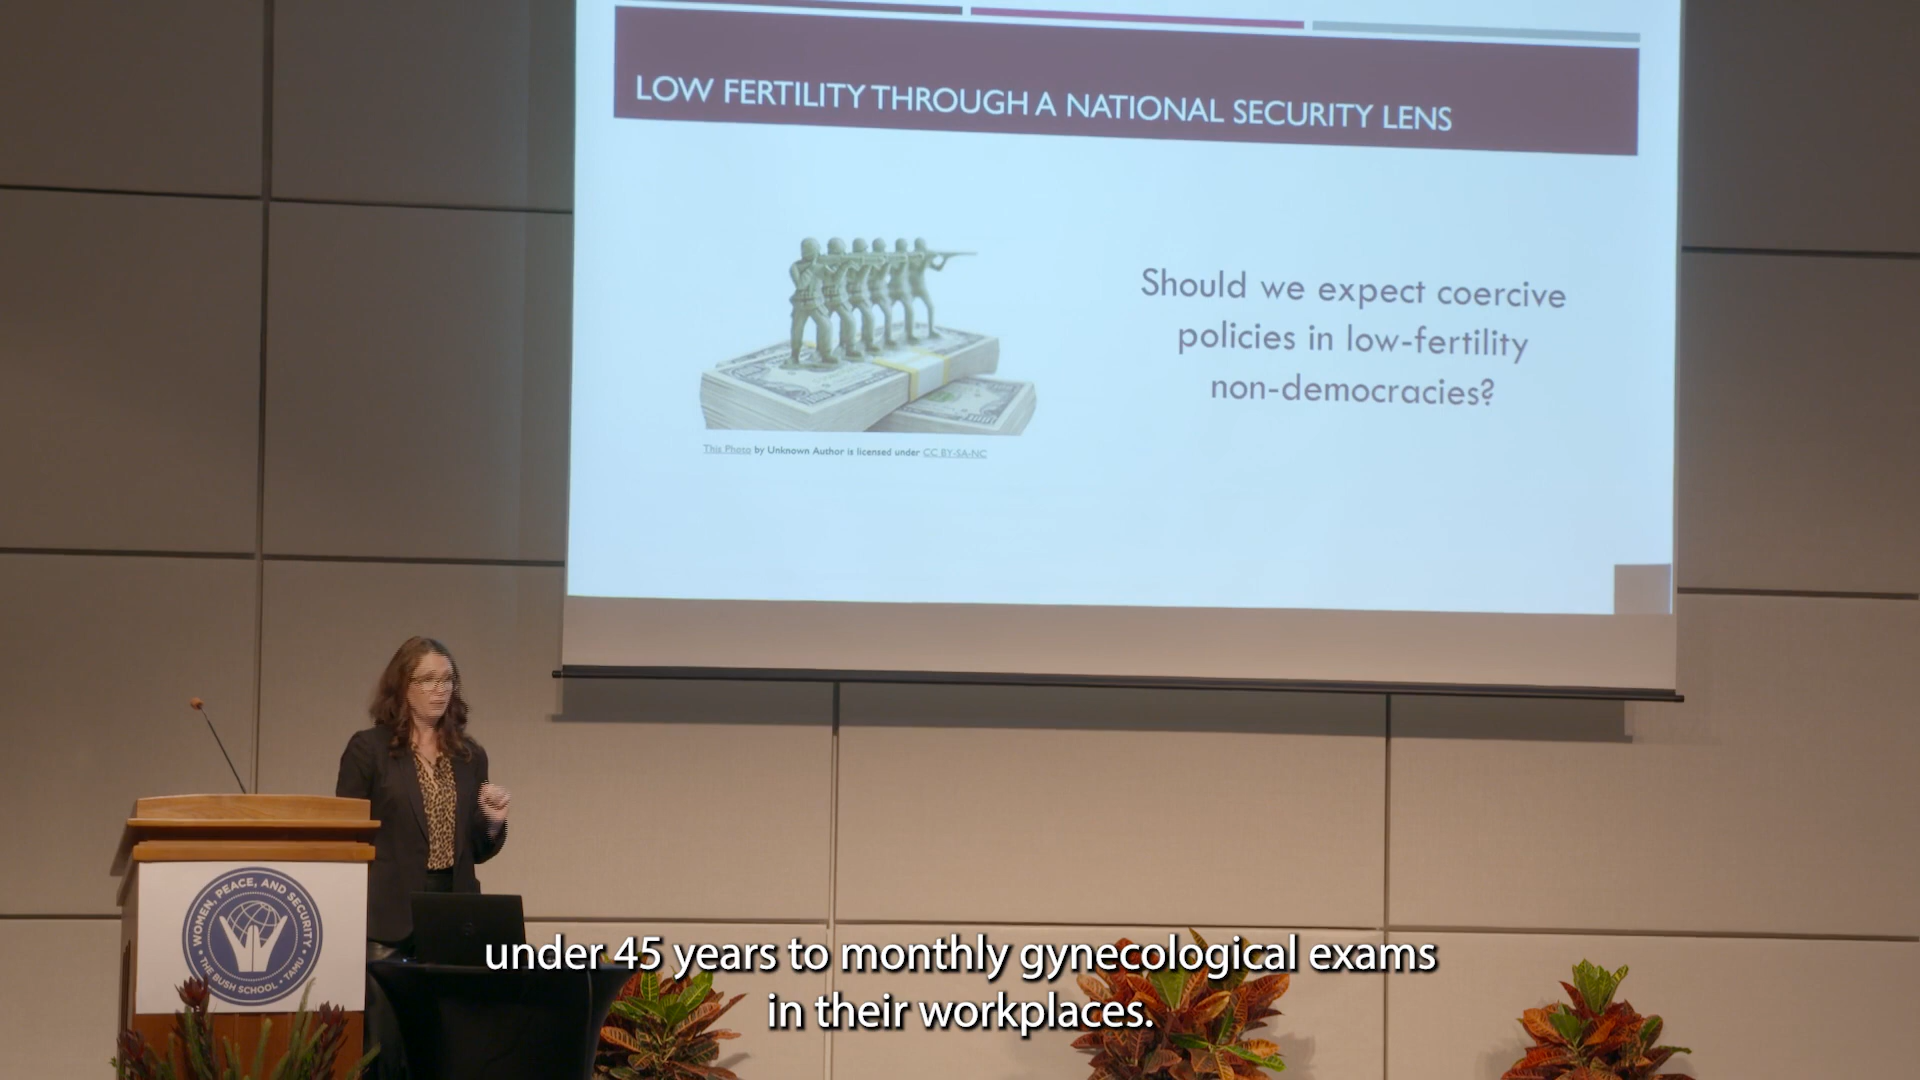 LOW FERTILITY THROUGH A NATIONAL SECURITY LENS
Should we expect coercive
policies in low-fertility
non-democracies?
This Photo by Unknown Author is licensed under CC BY-SA-NC
WOMEN, PEACE, AND SECURITY
THE BUSH SCHOOL • TAMU
under 45 years to monthly gynecological exams
in their workplaces.